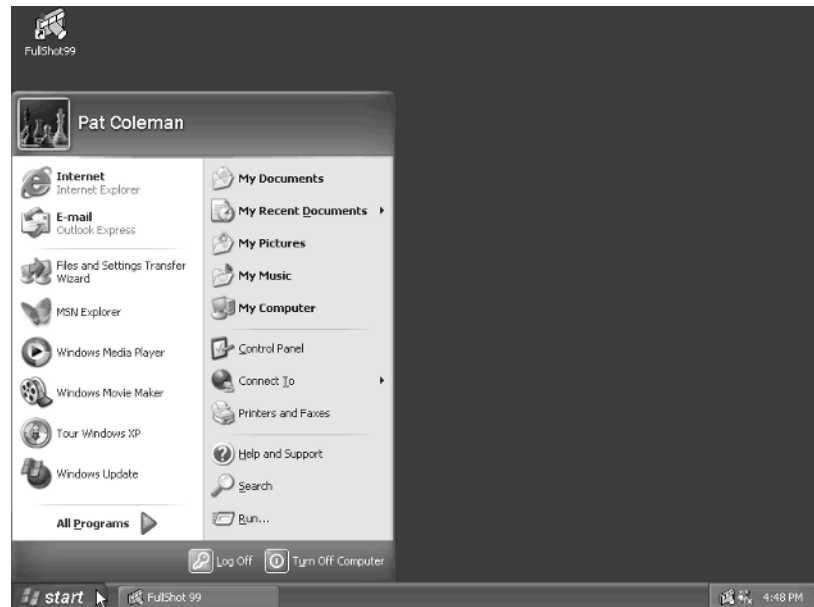 FullShot99
Pat Coleman
Internet
Internet Explorer
E-mail
Outlook Express
Files and Settings Transfer
Wizard
MSN Explorer
Windows Media Player
Windows Movie Maker
Tour Windows XP
Windows Update
All Programs
My Documents
My Recent Documents
My Pictures
My Music
My Computer
Control Panel
Connect To
Printers and Faxes
Help and Support
Search
Run...
Log Off
Turn Off Computer
start
FullShot 99
4:48 PM